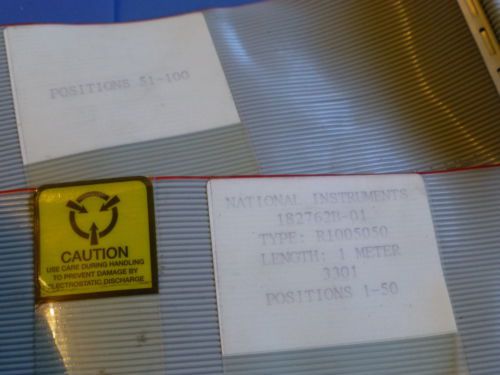 POSITIONS 51-100
NATIONAL INSTRUMENTS
182762B-01
TYPE: R1005050
LENGTH: 1 METER
3301
POSITIONS 1-50
CAUTION
USE CARE DURING HANDLING
TO PREVENT DAMAGE BY
ELECTROSTATIC DISCHARGE